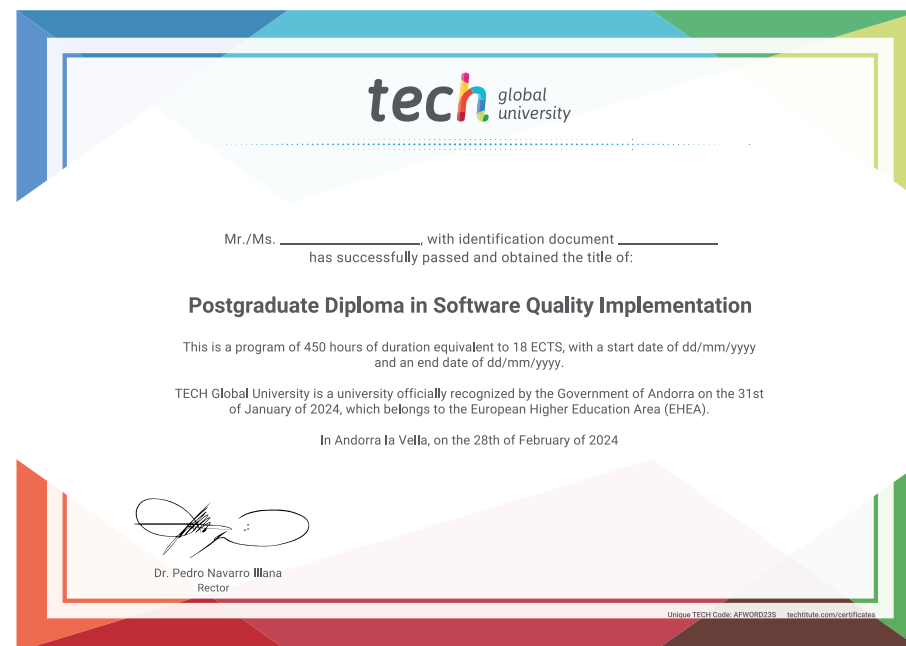 tech global university
Mr./Ms. ____________, with identification document ____________
has successfully passed and obtained the title of:
Postgraduate Diploma in Software Quality Implementation
This is a program of 450 hours of duration equivalent to 18 ECTS, with a start date of dd/mm/yyyy
and an end date of dd/mm/yyyy.
TECH Global University is a university officially recognized by the Government of Andorra on the 31st
of January of 2024, which belongs to the European Higher Education Area (EHEA).
In Andorra la Vella, on the 28th of February of 2024
Dr. Pedro Navarro Illana
Rector
Unique TECH Code: AFWORD23S techtitute.com/certificates